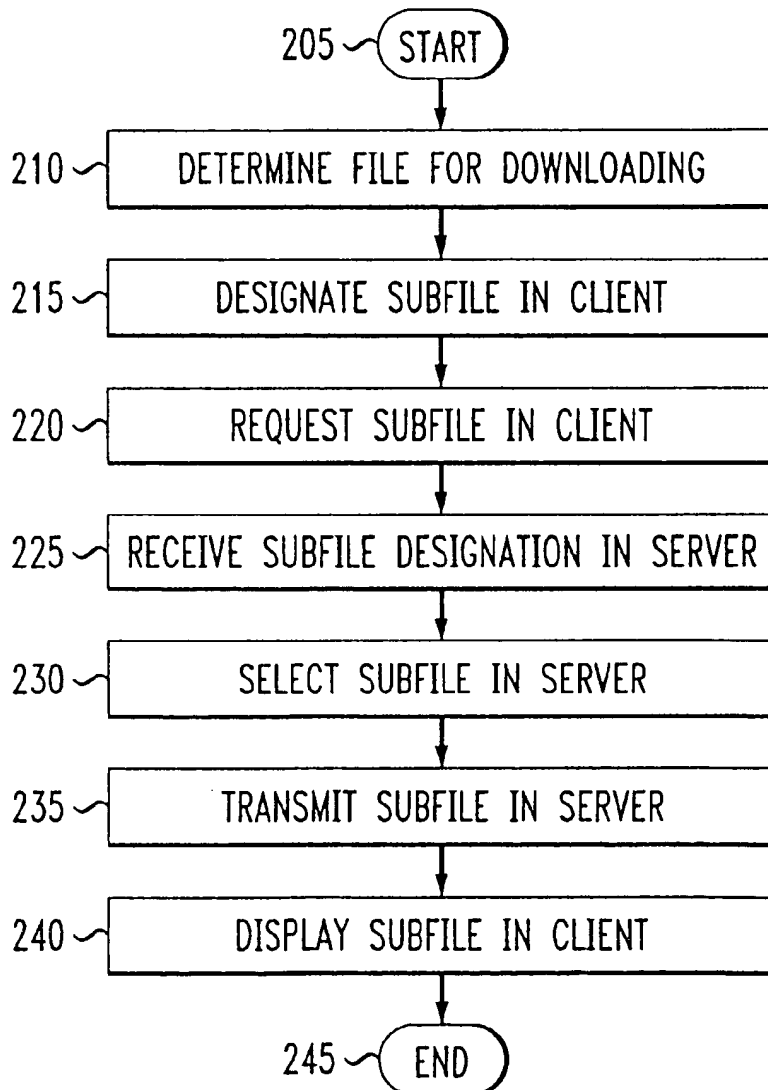 205 START
210 DETERMINE FILE FOR DOWNLOADING
215 DESIGNATE SUBFILE IN CLIENT
220 REQUEST SUBFILE IN CLIENT
225 RECEIVE SUBFILE DESIGNATION IN SERVER
230 SELECT SUBFILE IN SERVER
235 TRANSMIT SUBFILE IN SERVER
240 DISPLAY SUBFILE IN CLIENT
245 END